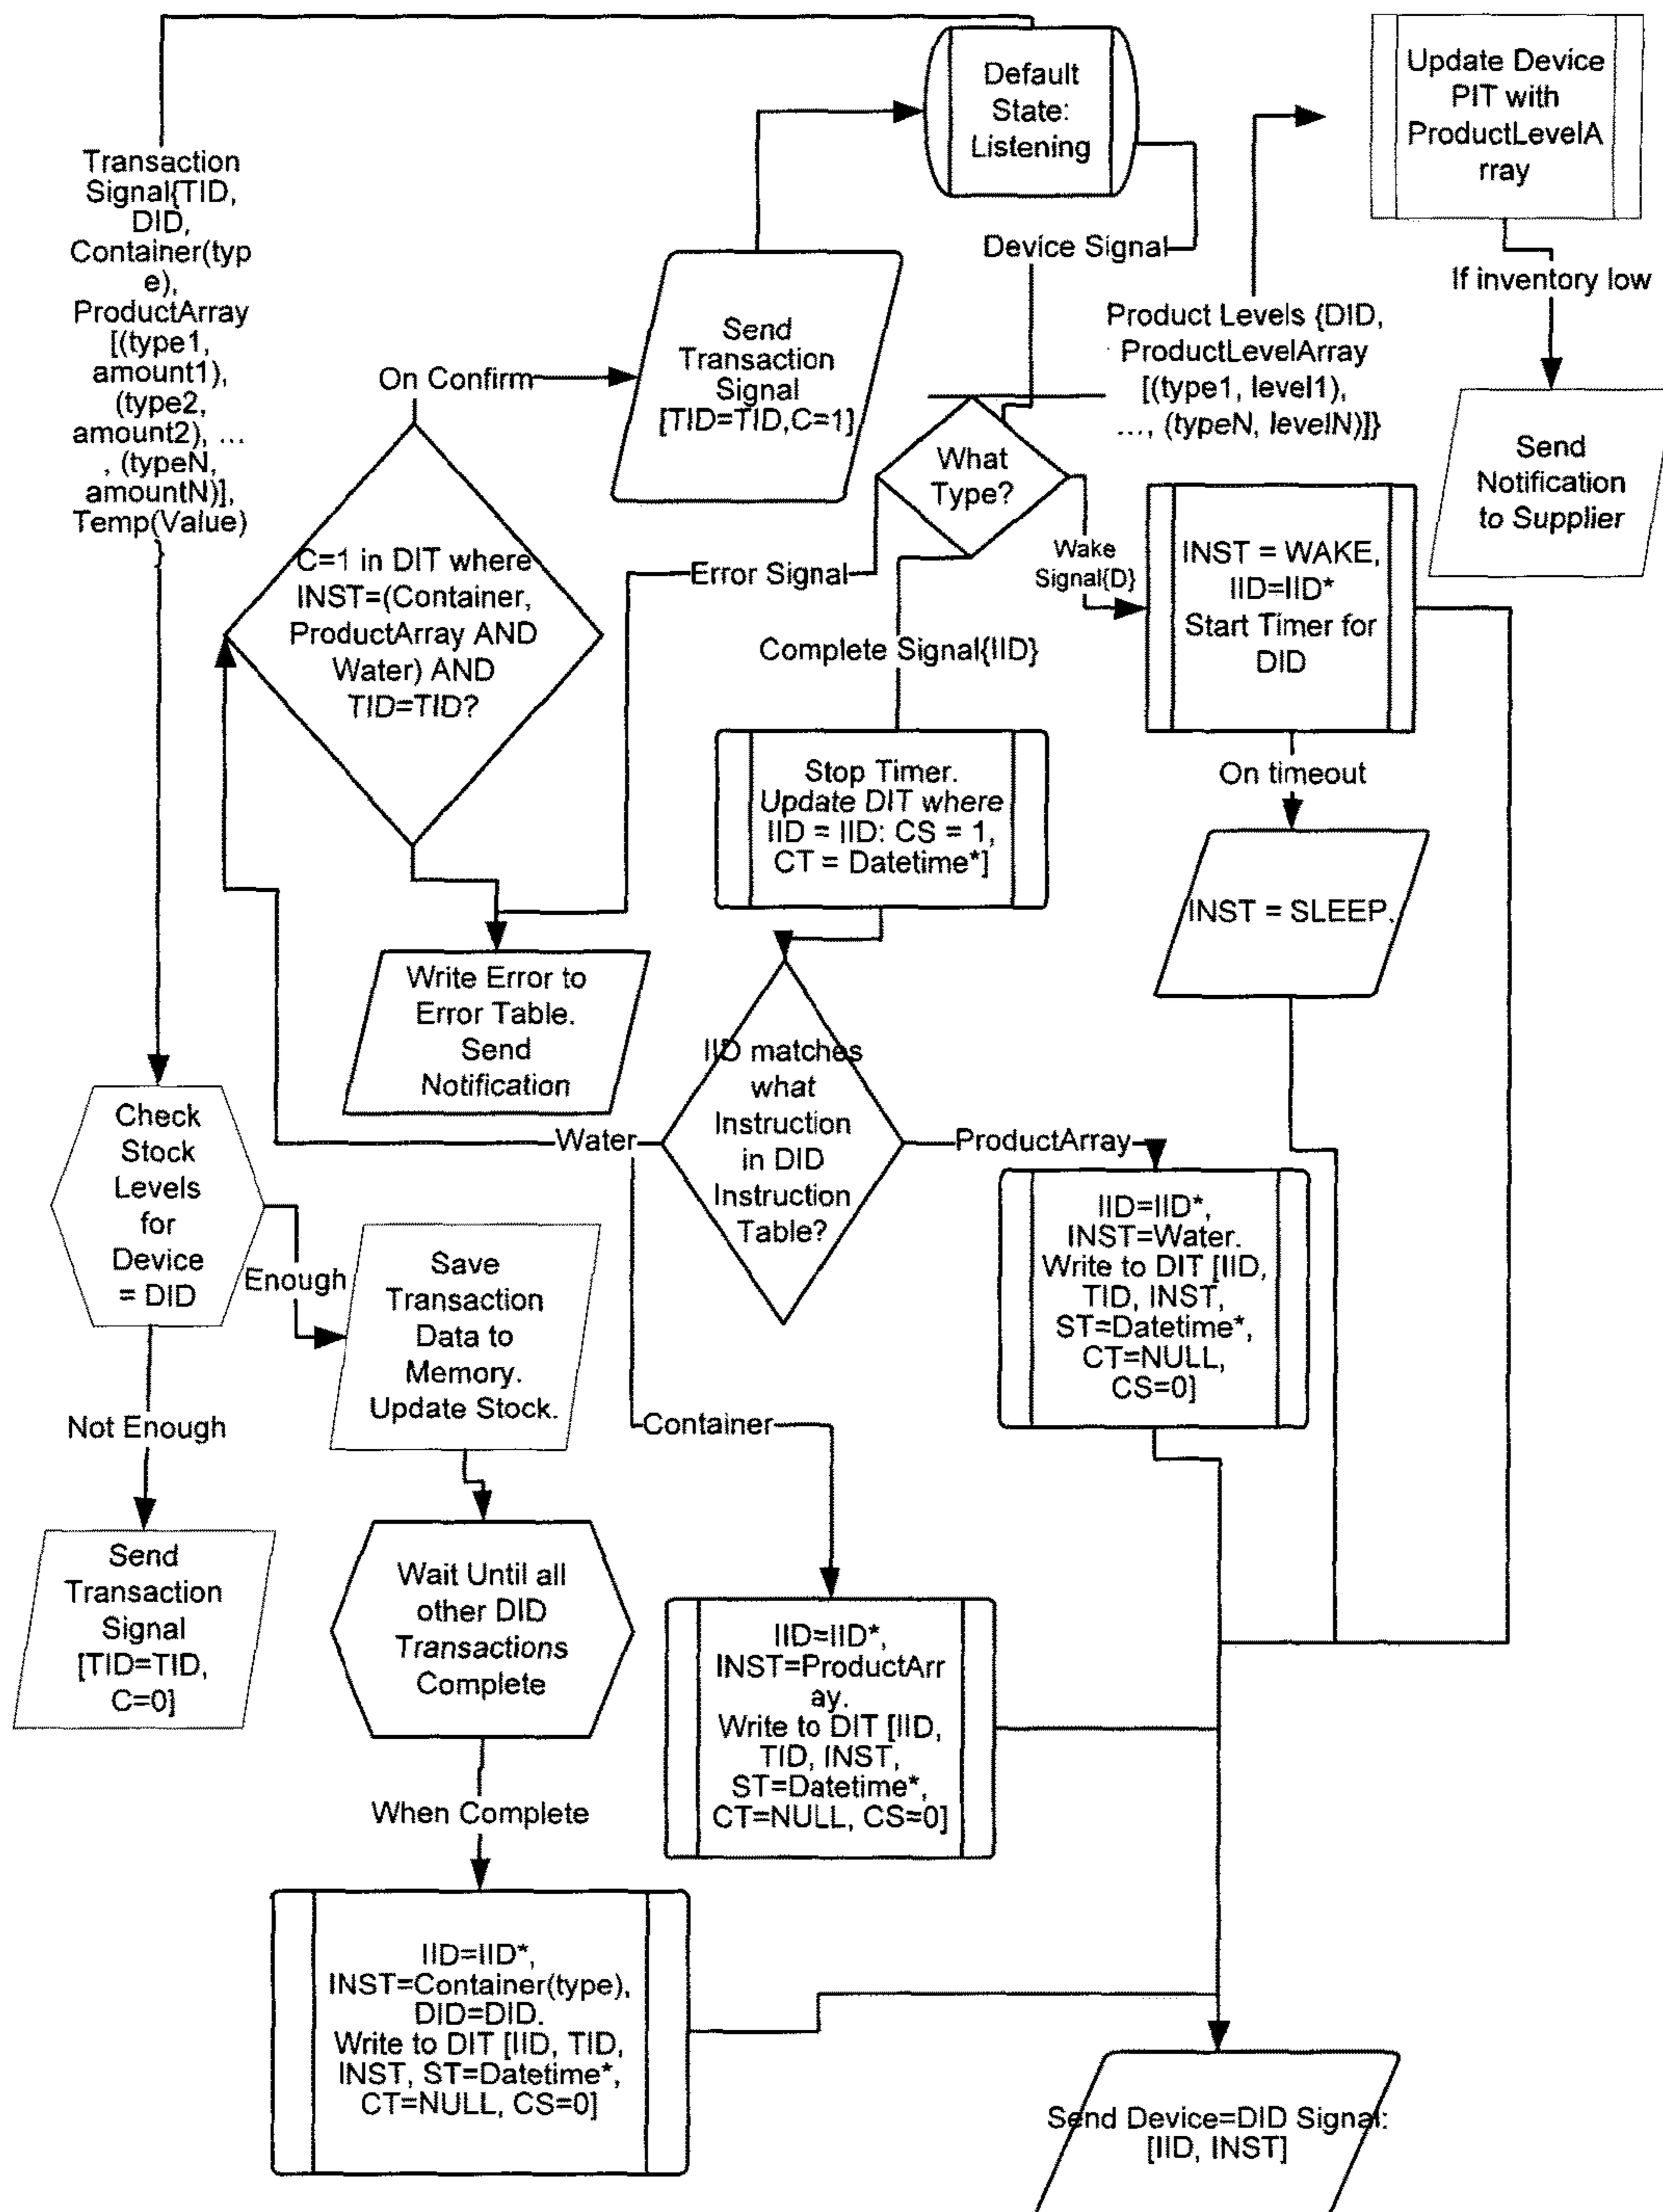 Default
State:
Listening
Update Device
PIT with
ProductLevelA
rray
Transaction
Signal{TID,
DID,
Container(typ
e),
ProductArray
[(type1,
amount1),
(type2,
amount2), ...
, (typeN,
amountN)],
Temp(Value)
}
Device Signal
If inventory low
Product Levels {DID,
ProductLevelArray
[(type1, level1),
..., (typeN, levelN)]}
Send
Transaction
Signal
[TID=TID,C=1]
On Confirm
What
Type?
Send
Notification
to Supplier
C=1 in DIT where
INST=(Container,
ProductArray AND
Water) AND
TID=TID?
Error Signal
Wake
Signal{D}
INST = WAKE,
IID=IID*
Start Timer for
DID
Complete Signal{IID}
On timeout
Stop Timer.
Update DIT where
IID = IID: CS = 1,
CT = Datetime*]
INST = SLEEP.
Write Error to
Error Table.
Send
Notification
IID matches
what
Instruction
in DID
Instruction
Table?
Water
ProductArray
Check
Stock
Levels
for
Device
= DID
Enough
Save
Transaction
Data to
Memory.
Update Stock.
IID=IID*,
INST=Water.
Write to DIT [IID,
TID, INST,
ST=Datetime*,
CT=NULL,
CS=0]
Not Enough
Container
Send
Transaction
Signal
[TID=TID,
C=0]
Wait Until all
other DID
Transactions
Complete
IID=IID*,
INST=ProductArr
ay.
Write to DIT [IID,
TID, INST,
ST=Datetime*,
CT=NULL, CS=0]
When Complete
IID=IID*,
INST=Container(type),
DID=DID.
Write to DIT [IID, TID,
INST, ST=Datetime*,
CT=NULL, CS=0]
Send Device=DID Signal:
[IID, INST]